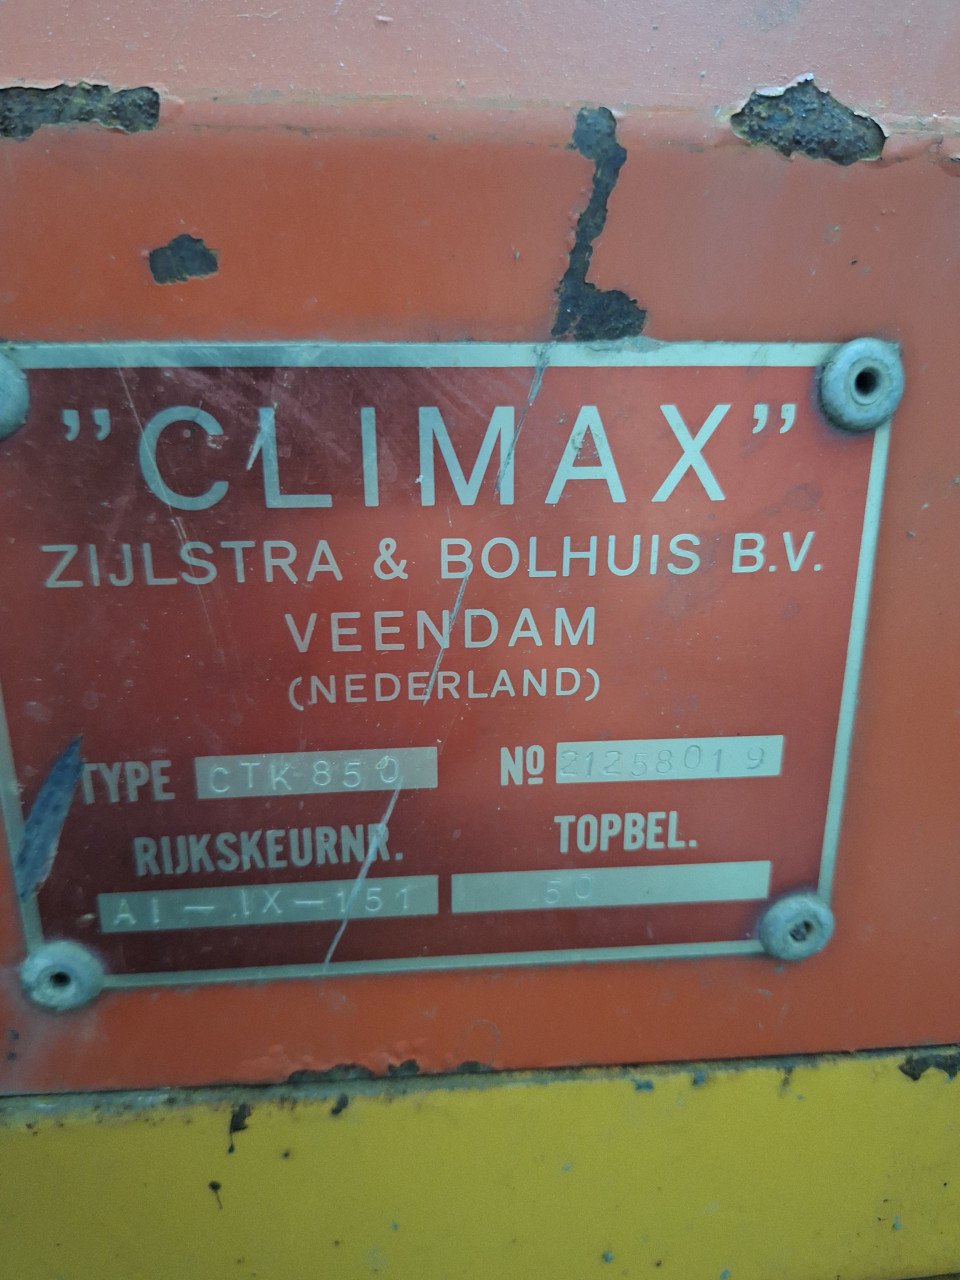 ”CLIMAX”
ZIJLSTRA & BOLHUIS B.V.
VEENDAM
(NEDERLAND)
TYPE CTK 850 Nº 21258019
RIJKSKEURNR. TOPBEL.
AI – IX – 151 50